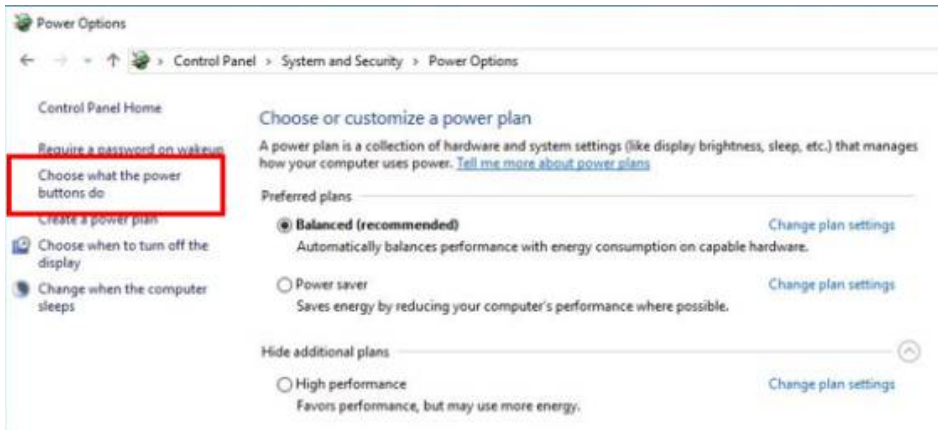 Power Options
Control Panel > System and Security > Power Options
Control Panel Home
Require a password on wakeup
Choose what the power
buttons do
Create a power plan
Choose when to turn off the
display
Change when the computer
sleeps
Choose or customize a power plan
A power plan is a collection of hardware and system settings (like display brightness, sleep, etc.) that manages
how your computer uses power. Tell me more about power plans
Preferred plans
Balanced (recommended) Change plan settings
Automatically balances performance with energy consumption on capable hardware.
Power saver Change plan settings
Saves energy by reducing your computer's performance where possible.
Hide additional plans
High performance Change plan settings
Favors performance, but may use more energy.